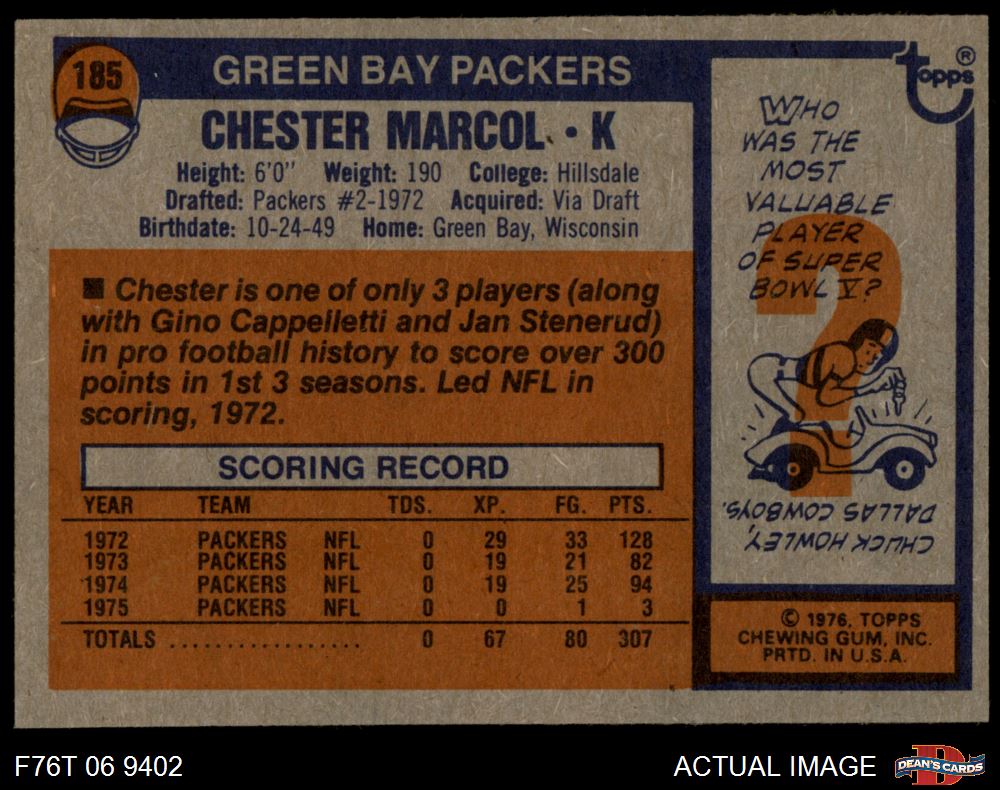 185
GREEN BAY PACKERS
CHESTER MARCOL • K
Height: 6'0" Weight: 190 College: Hillsdale
Drafted: Packers #2-1972 Acquired: Via Draft
Birthdate: 10-24-49 Home: Green Bay, Wisconsin
■ Chester is one of only 3 players (along
with Gino Cappelletti and Jan Stenerud)
in pro football history to score over 300
points in 1st 3 seasons. Led NFL in
scoring, 1972.
SCORING RECORD
YEAR TEAM TDS. XP. FG. PTS.
1972 PACKERS NFL 0 29 33 128
1973 PACKERS NFL 0 19 21 82
1974 PACKERS NFL 0 19 25 94
1975 PACKERS NFL 0 0 1 3
TOTALS ................. 0 67 80 307
topps®
WHO
WAS THE
MOST
VALUABLE
PLAYER
OF SUPER
BOWL V?
CHUCK HOWLEY,
DALLAS COWBOYS.
© 1976, TOPPS
CHEWING GUM, INC.
PRTD. IN U.S.A.
F76T 06 9402
ACTUAL IMAGE
D
DEAN'S CARDS